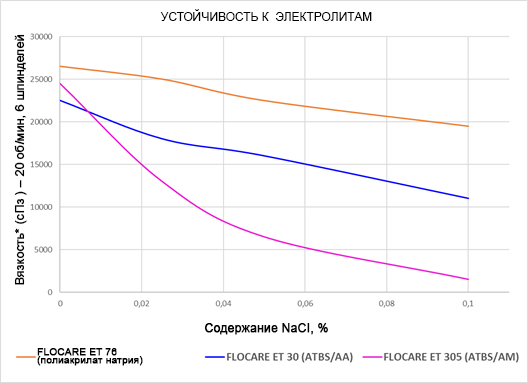 УСТОЙЧИВОСТЬ К ЭЛЕКТРОЛИТАМ
Вязкость* (сПз ) – 20 об/мин, 6 шпинделей
30000
25000
20000
15000
10000
5000
0
0
0,02
0,04
0,06
0,08
0,1
Содержание NaCl, %
FLOCARE ET 76
(полиакрилат натрия)
FLOCARE ET 30 (ATBS/AA)
FLOCARE ET 305 (ATBS/AM)